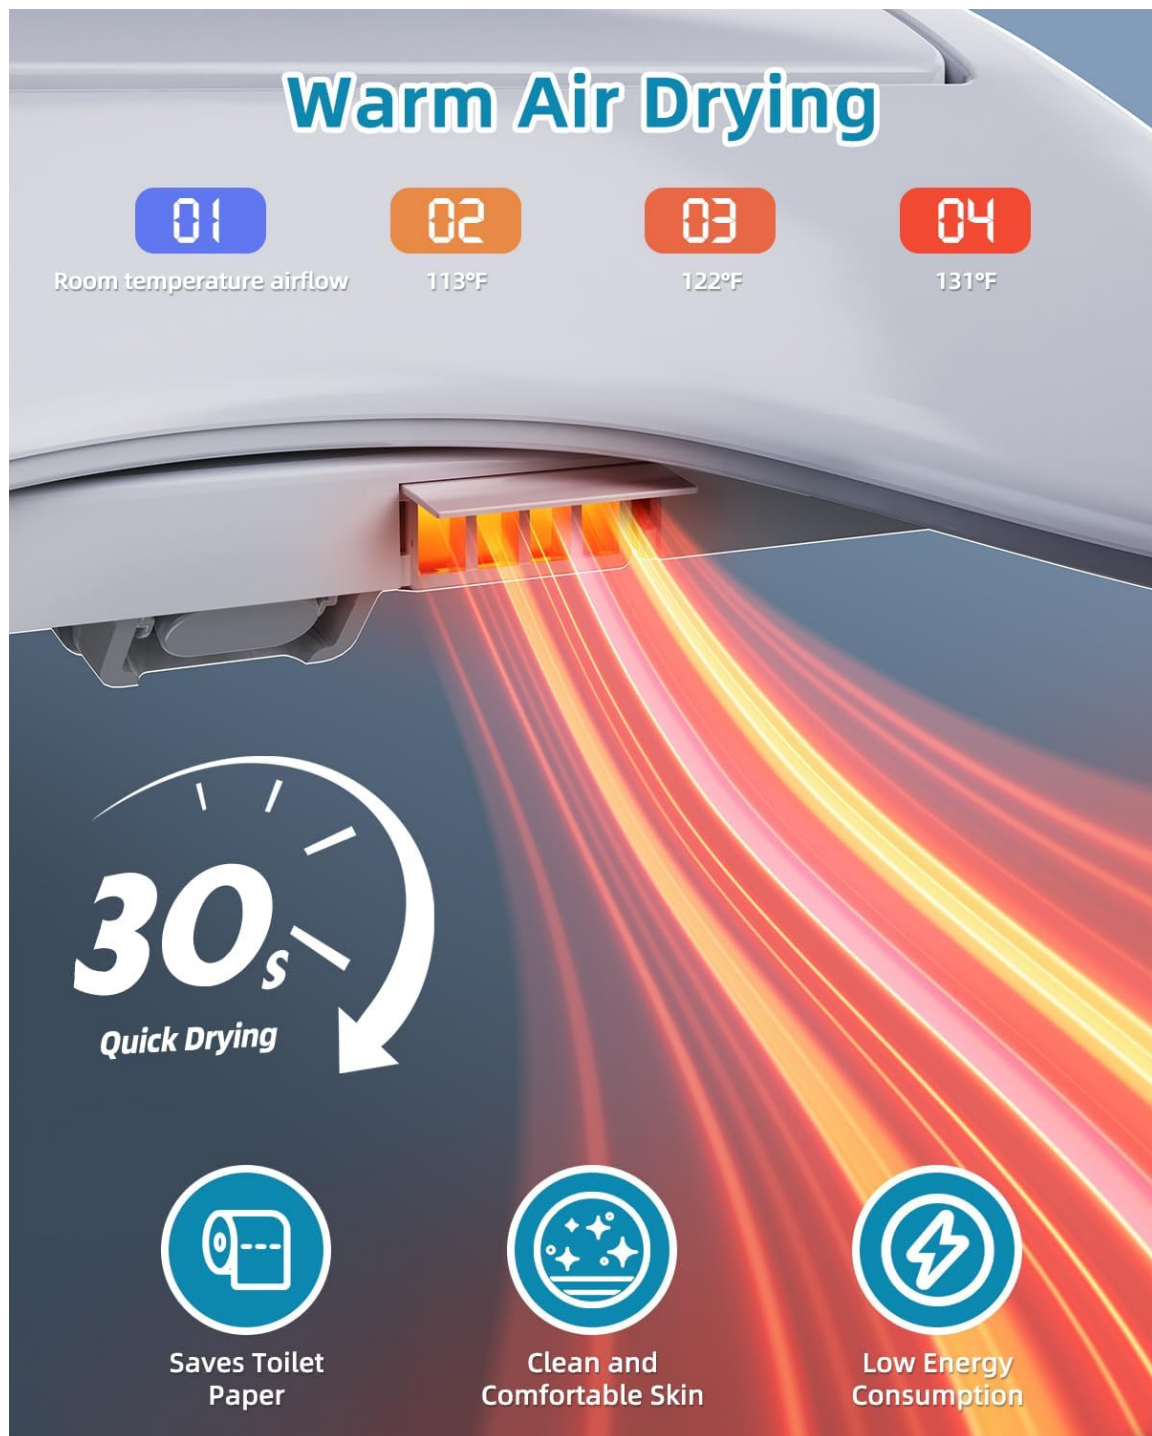 Warm Air Drying
01 02 03 04
Room temperature airflow 113°F 122°F 131°F
30s
Quick Drying
Saves Toilet
Paper
Clean and
Comfortable Skin
Low Energy
Consumption